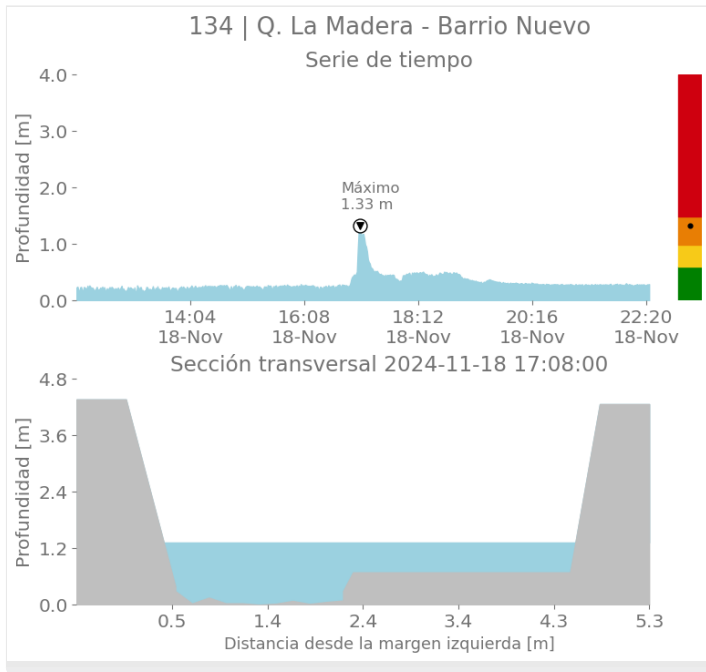 134 | Q. La Madera - Barrio Nuevo
Serie de tiempo
Profundidad [m]
4.0
3.0
2.0
1.0
0.0
Máximo
1.33 m
14:04 16:08 18:12 20:16 22:20
18-Nov 18-Nov 18-Nov 18-Nov 18-Nov
Sección transversal 2024-11-18 17:08:00
Profundidad [m]
4.8
3.6
2.4
1.2
0.0
0.5 1.4 2.4 3.4 4.3 5.3
Distancia desde la margen izquierda [m]